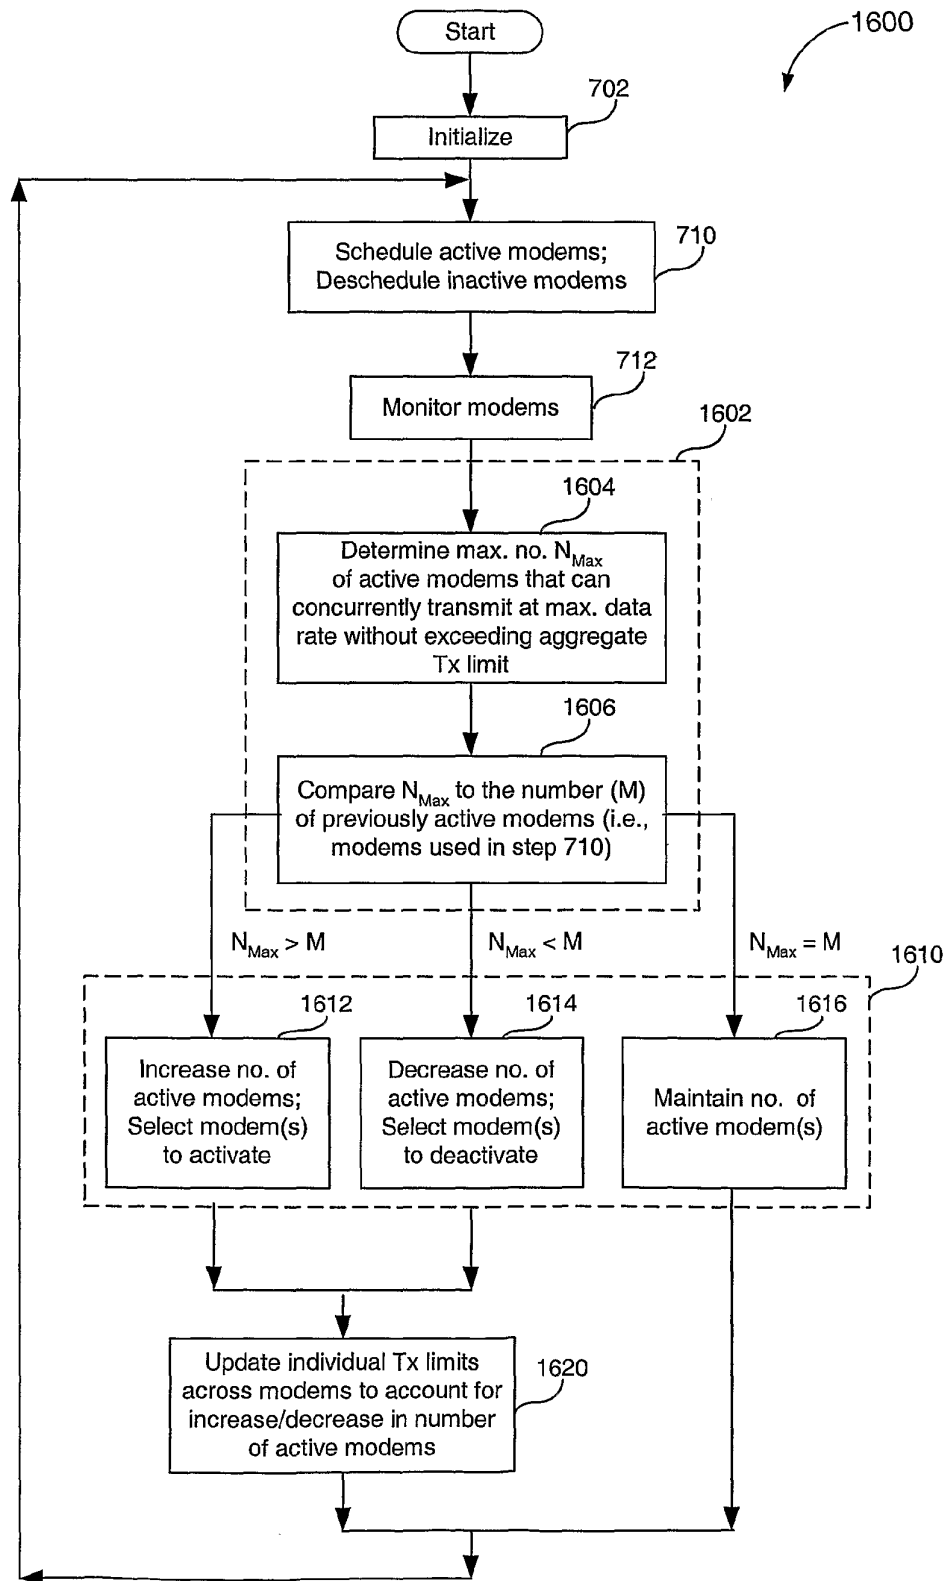 Start
1600
702
Initialize
710
Schedule active modems;
Deschedule inactive modems
712
Monitor modems
1602
1604
Determine max. no. NMax
of active modems that can
concurrently transmit at max. data
rate without exceeding aggregate
Tx limit
1606
Compare NMax to the number (M)
of previously active modems (i.e.,
modems used in step 710)
NMax > M
NMax < M
NMax = M
1610
1612
Increase no. of
active modems;
Select modem(s)
to activate
1614
Decrease no. of
active modems;
Select modem(s)
to deactivate
1616
Maintain no. of
active modem(s)
Update individual Tx limits
across modems to account for
increase/decrease in number
of active modems
1620